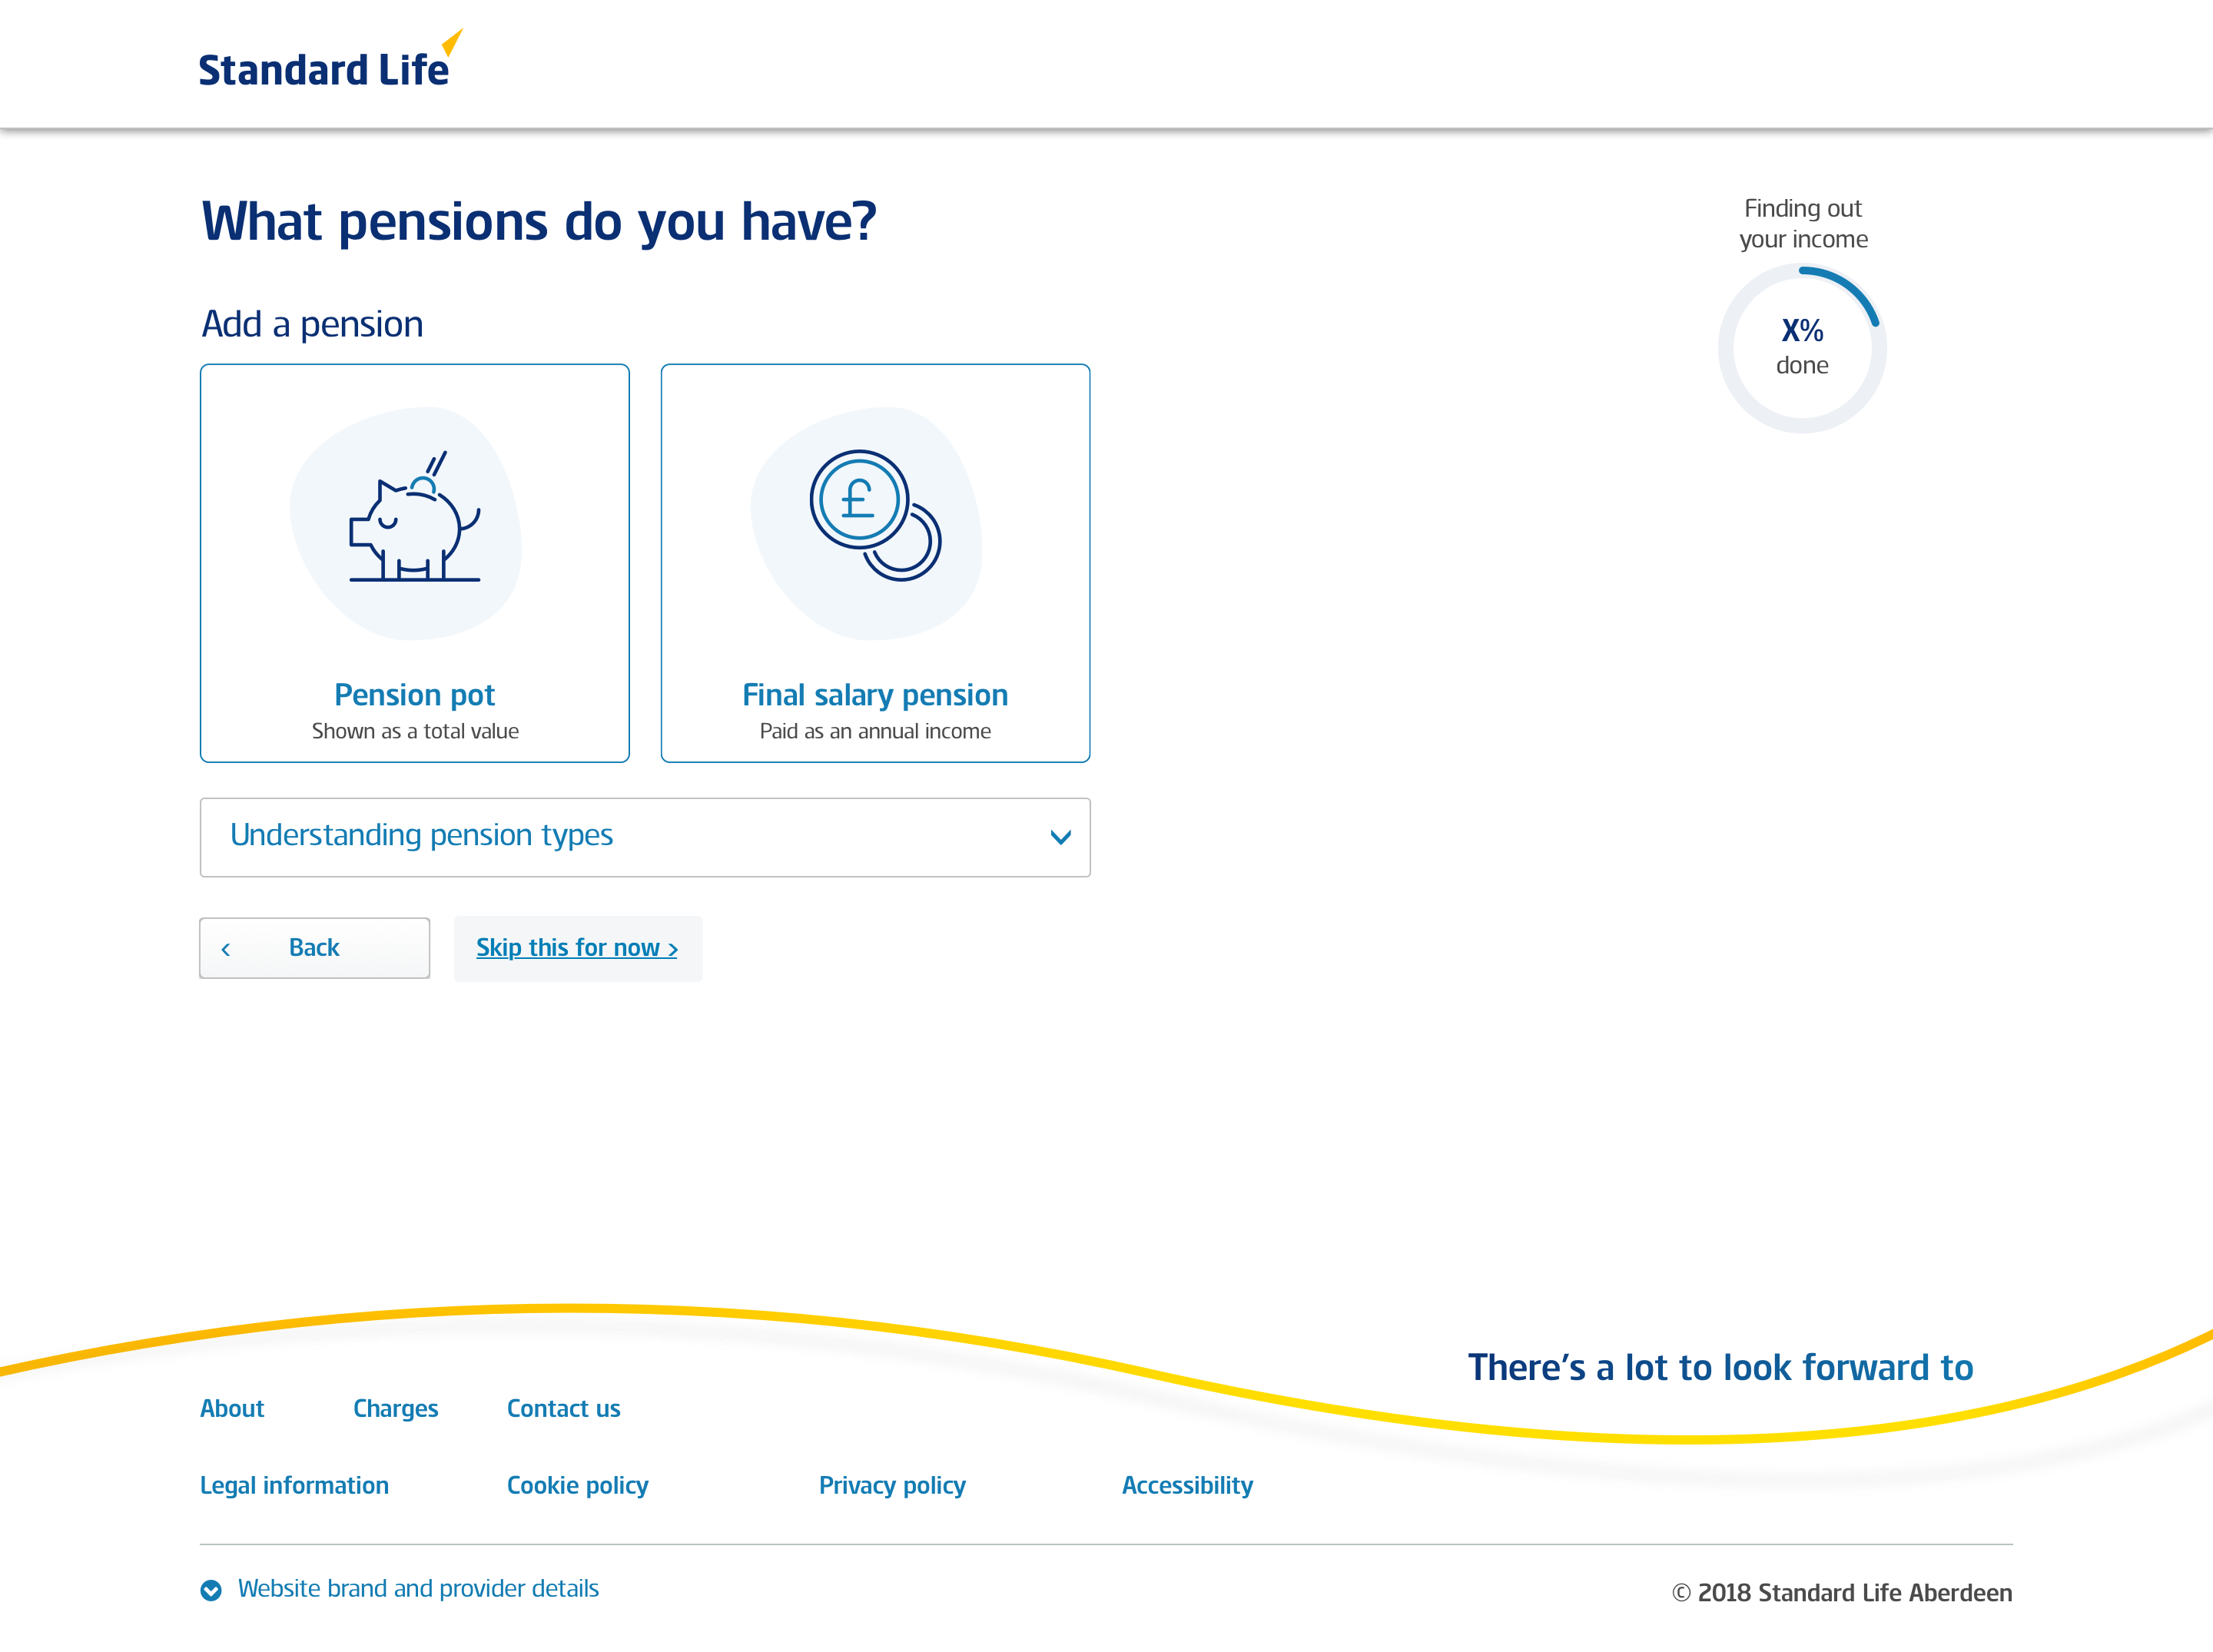 Standard Life
What pensions do you have?
Finding out
your income
X%
done
Add a pension
£
Pension pot
Shown as a total value
Final salary pension
Paid as an annual income
Understanding pension types
‹ Back
Skip this for now ›
There’s a lot to look forward to
About Charges Contact us
Legal information Cookie policy Privacy policy Accessibility
Website brand and provider details
© 2018 Standard Life Aberdeen